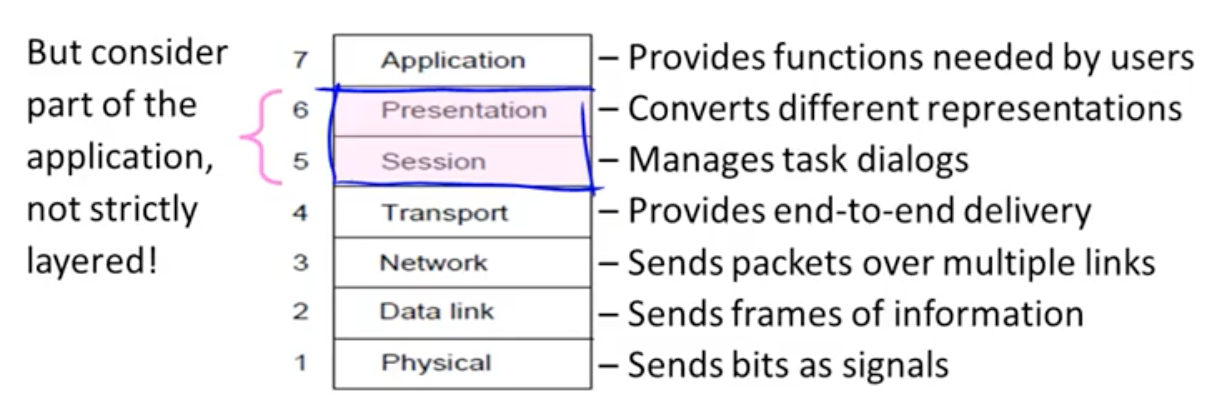 But consider
part of the
application,
not strictly
layered!
7 Application – Provides functions needed by users
6 Presentation – Converts different representations
5 Session – Manages task dialogs
4 Transport – Provides end-to-end delivery
3 Network – Sends packets over multiple links
2 Data link – Sends frames of information
1 Physical – Sends bits as signals